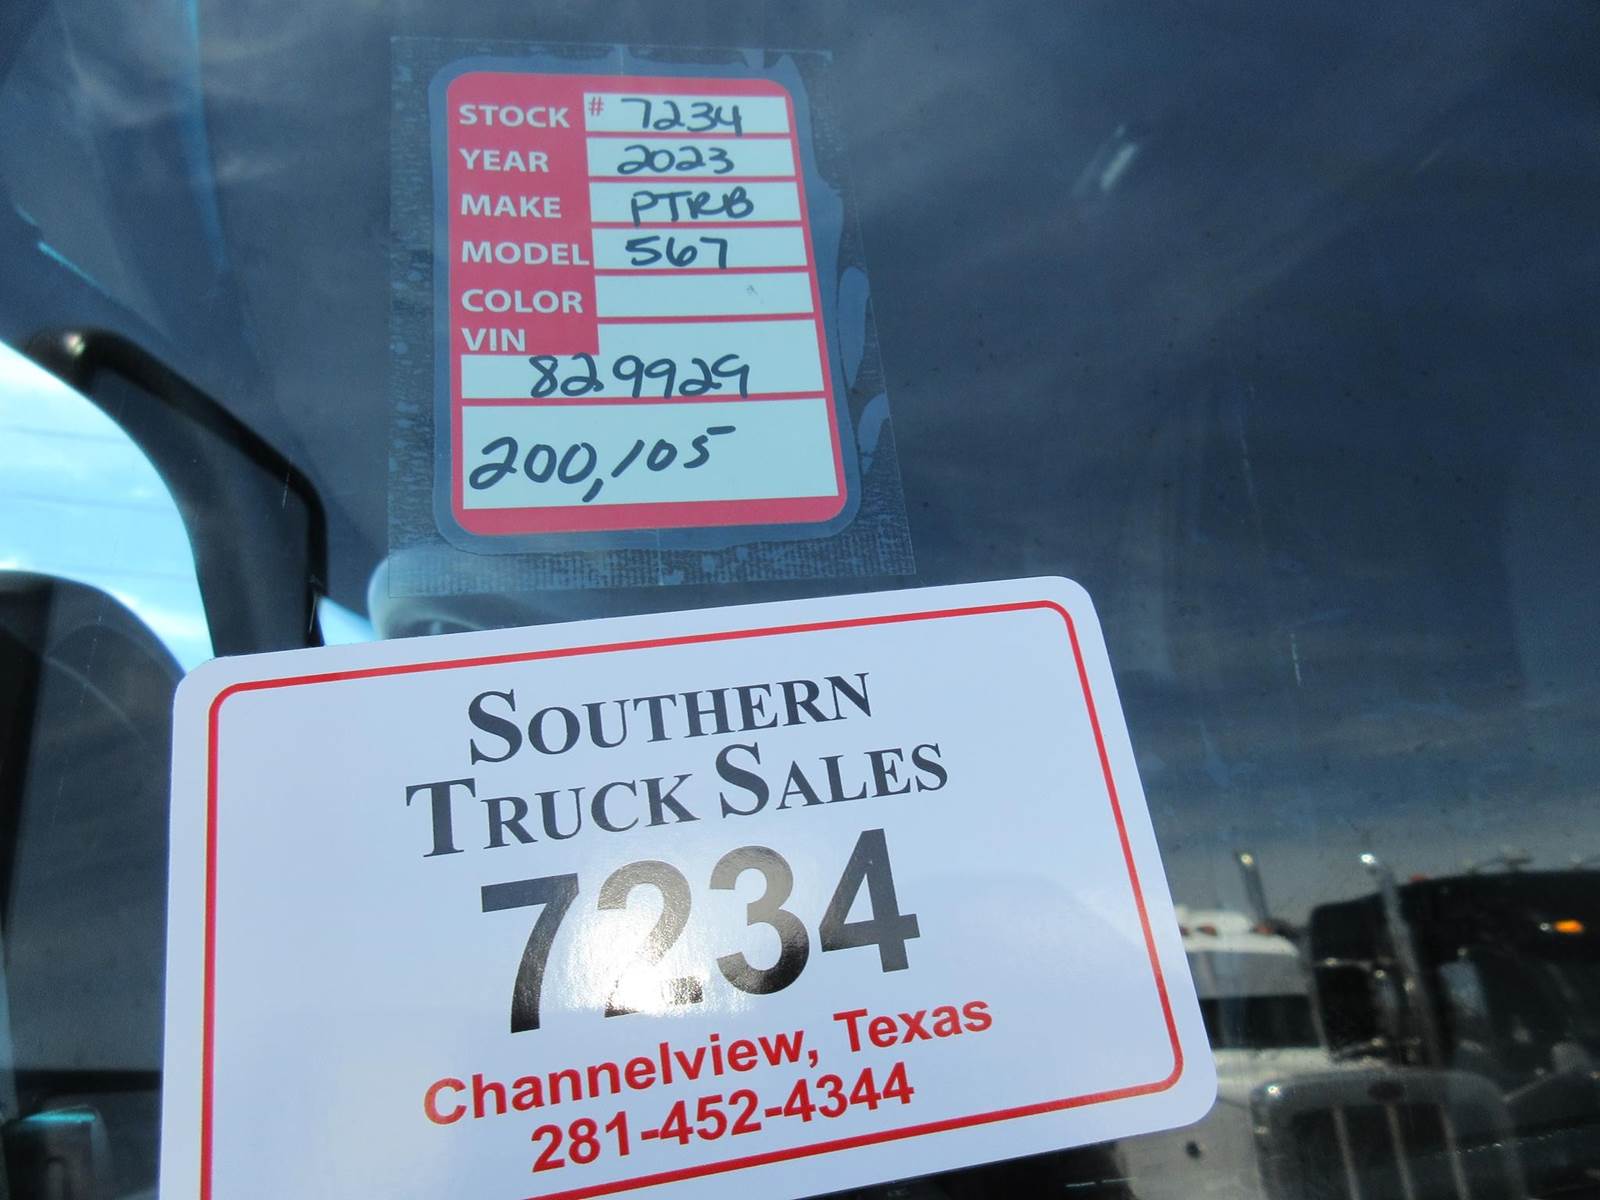 STOCK # 7234
YEAR 2023
MAKE PTRB
MODEL 567
COLOR
VIN
829929
200,105
SOUTHERN
TRUCK SALES
7234
Channelview, Texas
281-452-4344